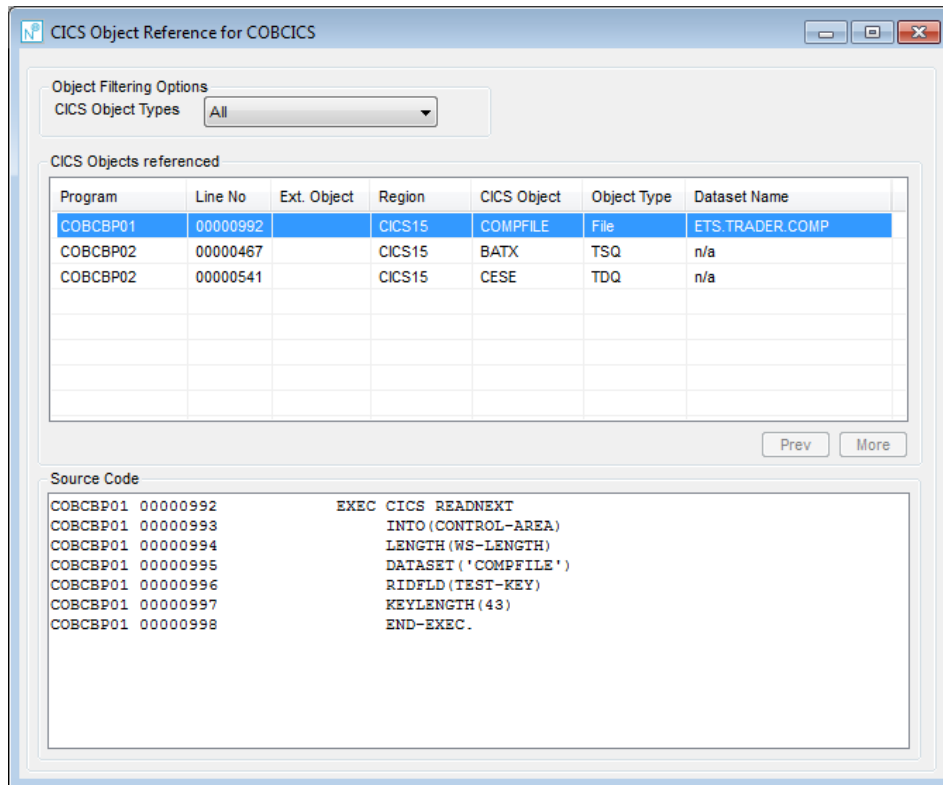 N CICS Object Reference for COBCICS
Object Filtering Options
CICS Object Types All
CICS Objects referenced
Program Line No Ext. Object Region CICS Object Object Type Dataset Name
COBCBP01 00000992 CICS15 COMPFILE File ETS.TRADER.COMP
COBCBP02 00000467 CICS15 BATX TSQ n/a
COBCBP02 00000541 CICS15 CESE TDQ n/a
Prev More
Source Code
COBCBP01 00000992 EXEC CICS READNEXT
COBCBP01 00000993 INTO(CONTROL-AREA)
COBCBP01 00000994 LENGTH(WS-LENGTH)
COBCBP01 00000995 DATASET('COMPFILE')
COBCBP01 00000996 RIDFLD(TEST-KEY)
COBCBP01 00000997 KEYLENGTH(43)
COBCBP01 00000998 END-EXEC.